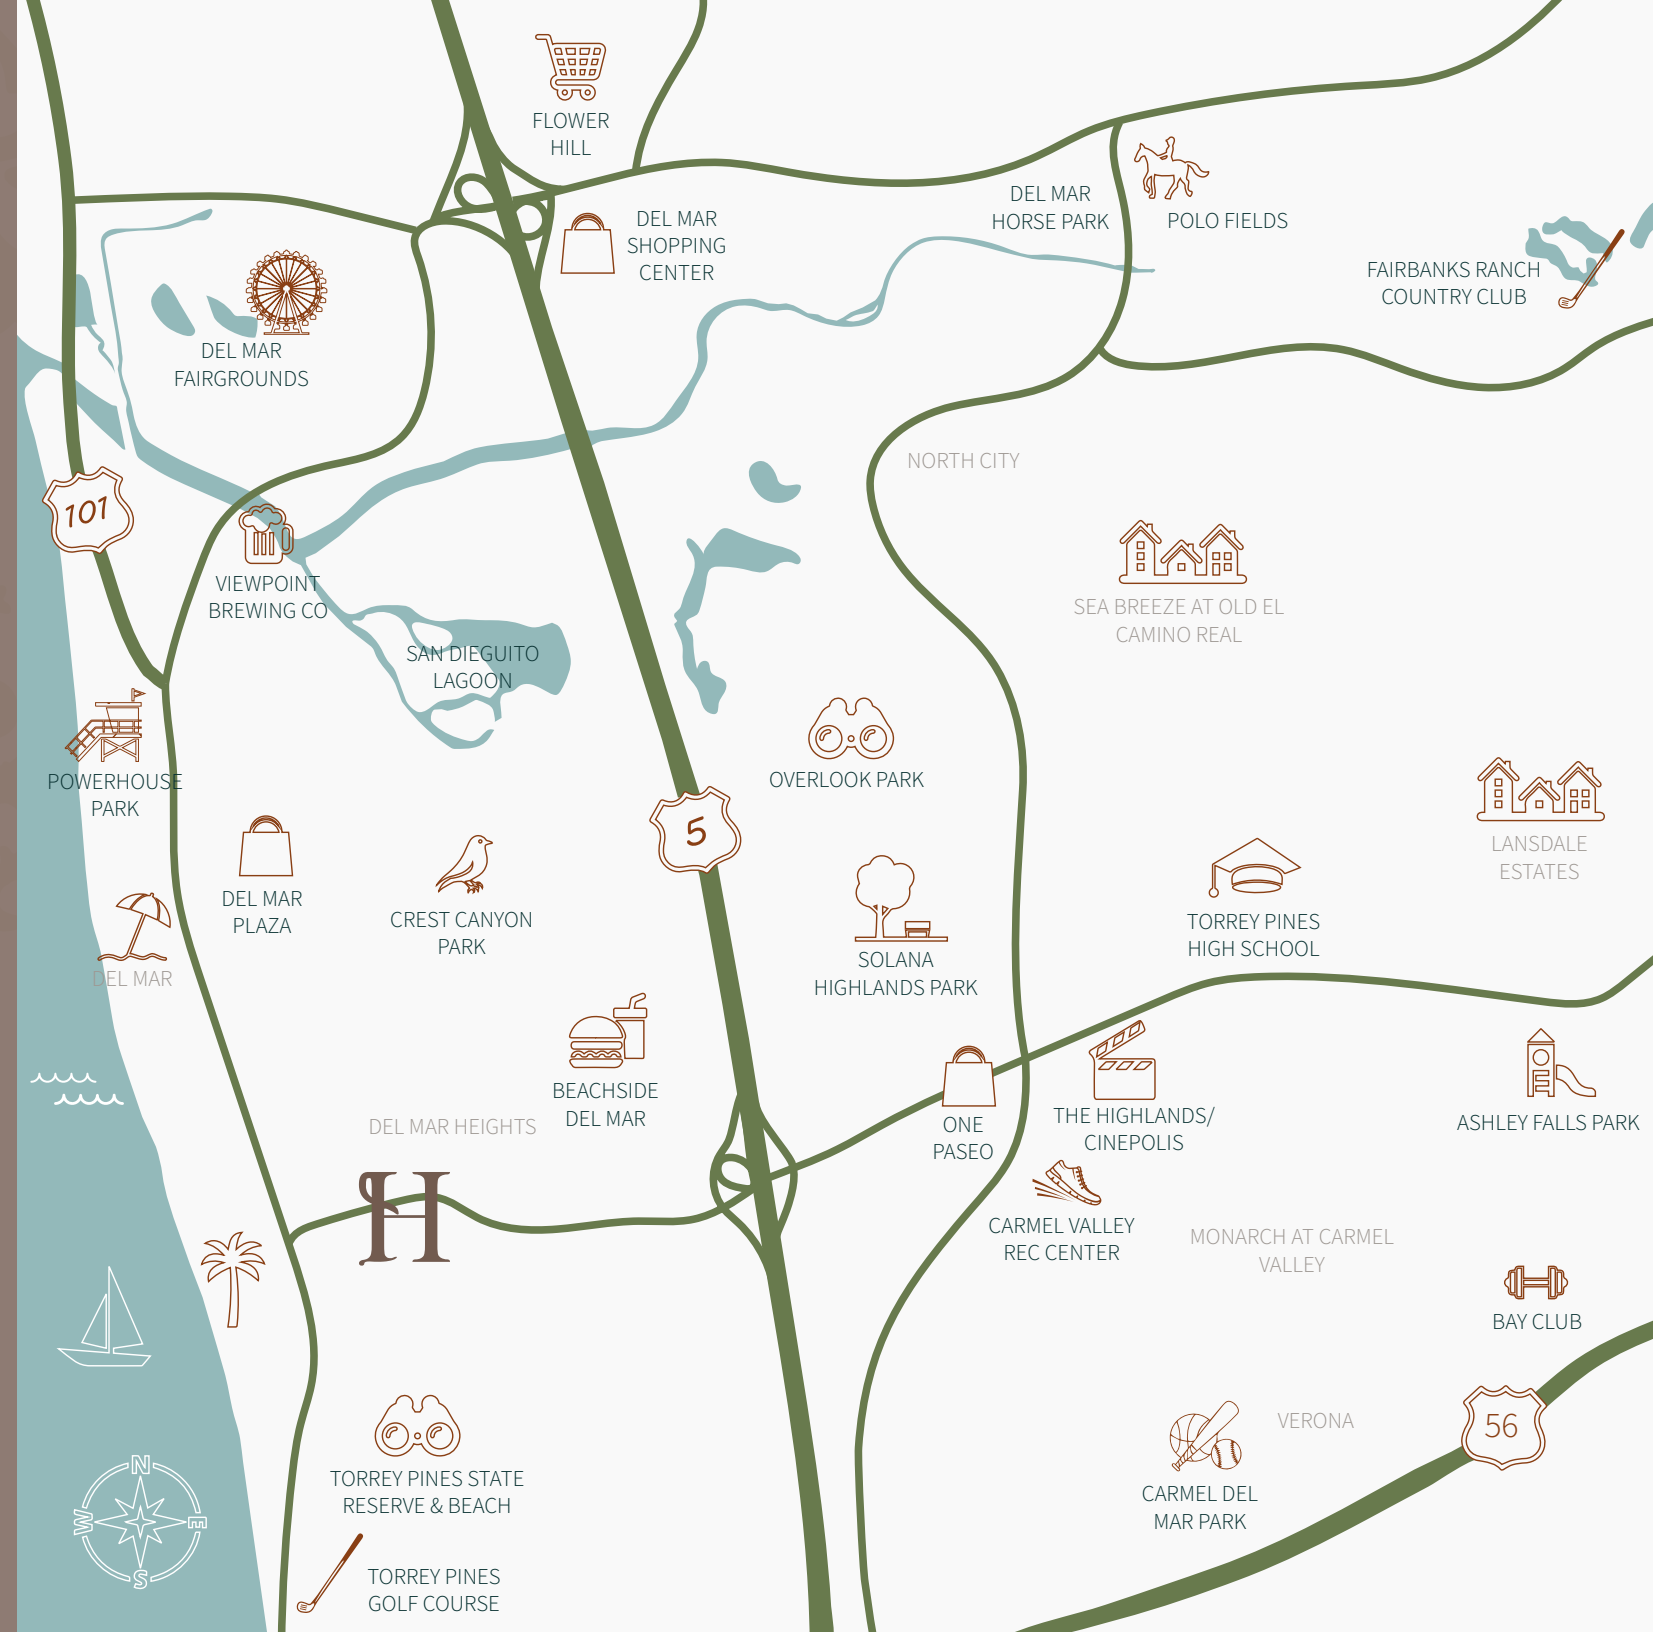 FLOWER
HILL
DEL MAR
SHOPPING
CENTER
DEL MAR
HORSE PARK
POLO FIELDS
FAIRBANKS RANCH
COUNTRY CLUB
DEL MAR
FAIRGROUNDS
NORTH CITY
101
VIEWPOINT
BREWING CO
SEA BREEZE AT OLD EL
CAMINO REAL
SAN DIEGUITO
LAGOON
POWERHOUSE
PARK
OVERLOOK PARK
5
LANSDALE
ESTATES
DEL MAR
PLAZA
CREST CANYON
PARK
TORREY PINES
HIGH SCHOOL
DEL MAR
SOLANA
HIGHLANDS PARK
BEACHSIDE
DEL MAR
DEL MAR HEIGHTS
ONE
PASEO
THE HIGHLANDS/
CINEPOLIS
ASHLEY FALLS PARK
H
CARMEL VALLEY
REC CENTER
MONARCH AT CARMEL
VALLEY
BAY CLUB
56
VERONA
TORREY PINES STATE
RESERVE & BEACH
CARMEL DEL
MAR PARK
N
W
E
S
TORREY PINES
GOLF COURSE